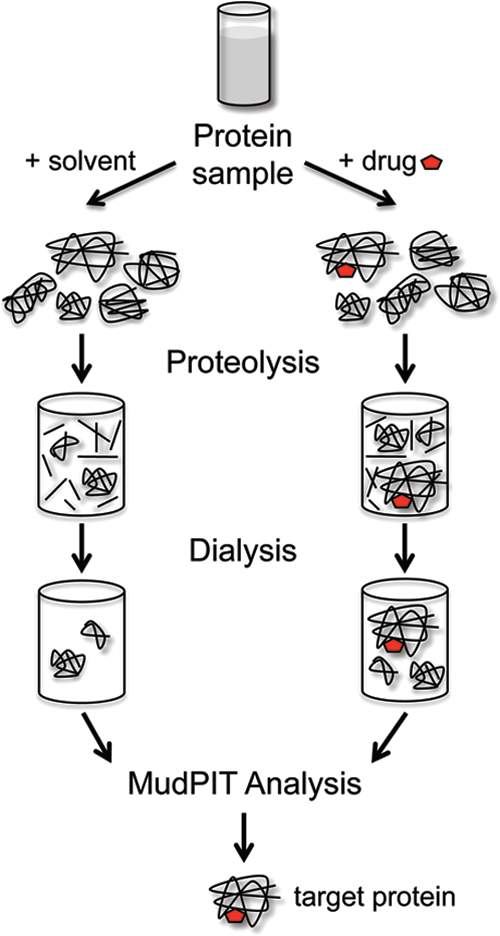 Protein
sample
+ solvent
+ drug
Proteolysis
Dialysis
MudPIT Analysis
target protein